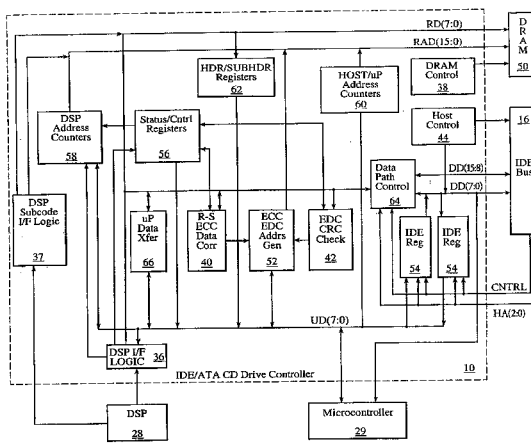 RD(7:0)
RAD(15:0)
DRAM
50
HDR/SUBHDR
Registers
62
HOST/uP
Address
Counters
60
DRAM
Control
38
DSP
Address
Counters
58
Status/Cntrl
Registers
56
Host
Control
44
16
IDE
Bus
Data
Path
Control
64
DD(15:8)
DD(7:0)
DSP
Subcode
I/F Logic
37
uP
Data
Xfer
66
R-S
ECC
Data
Corr
40
ECC
EDC
Addrs
Gen
52
EDC
CRC
Check
42
IDE
Reg
54
IDE
Reg
54
CNTRL
HA(2:0)
UD(7:0)
DSP I/F
LOGIC
36
IDE/ATA CD Drive Controller
10
DSP
28
Microcontroller
29